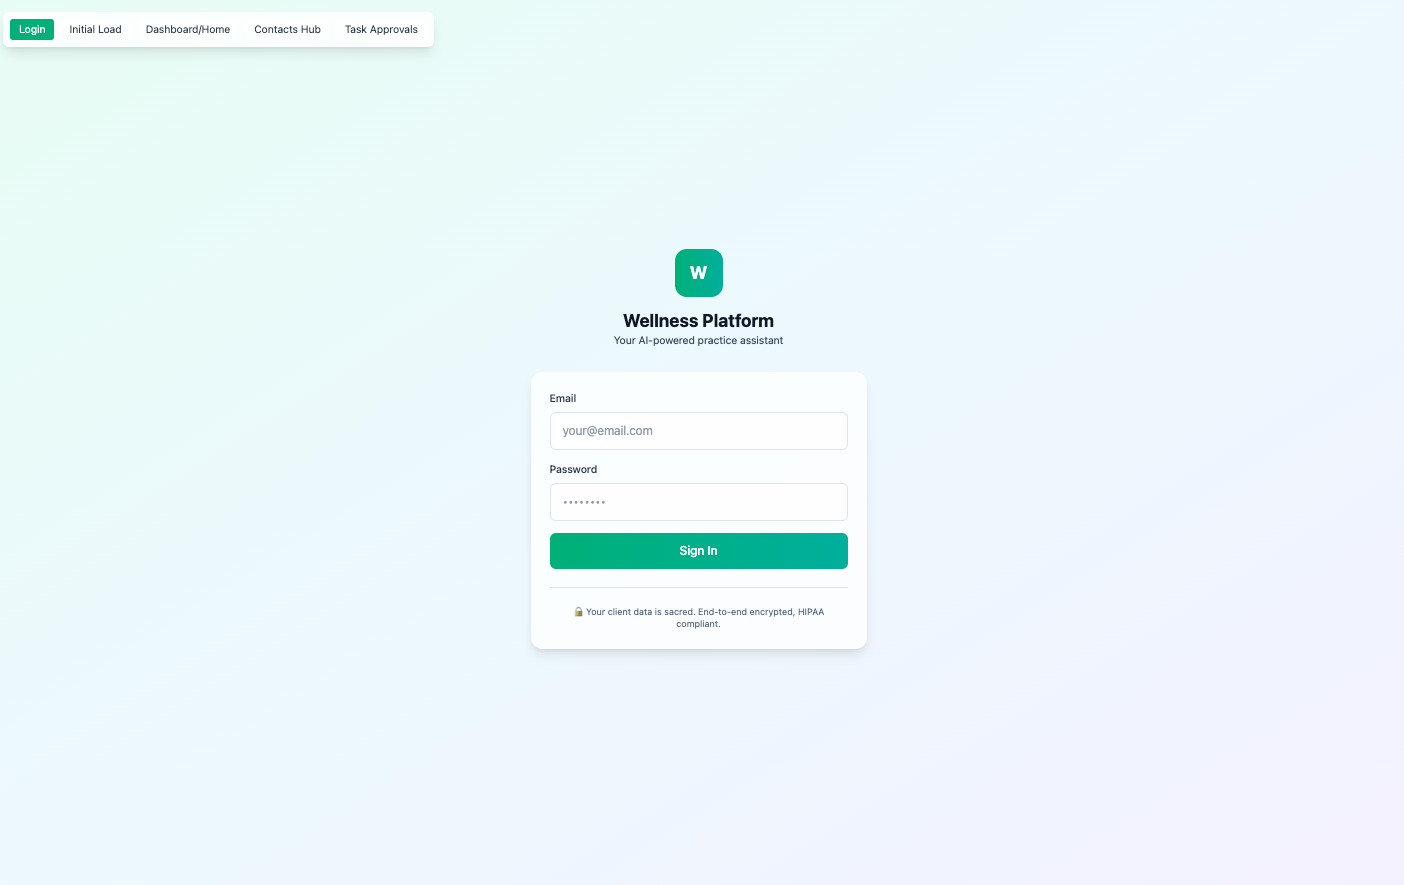 Login Initial Load Dashboard/Home Contacts Hub Task Approvals
W
Wellness Platform
Your AI-powered practice assistant
Email
your@email.com
Password
••••••••
Sign In
🔒 Your client data is sacred. End-to-end encrypted, HIPAA
compliant.